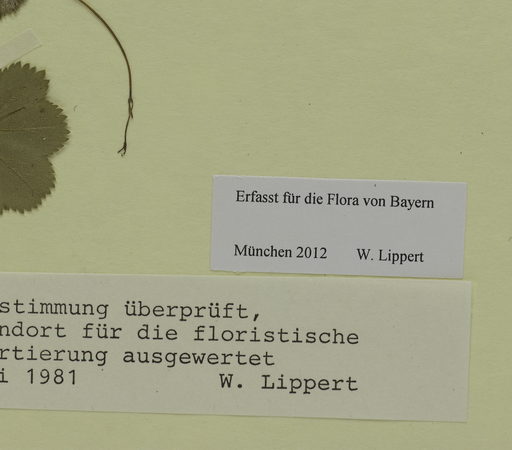 Erfasst für die Flora von Bayern
München 2012 W. Lippert
stimmung überprüft,
ndort für die floristische
rtierung ausgewertet
i 1981 W. Lippert